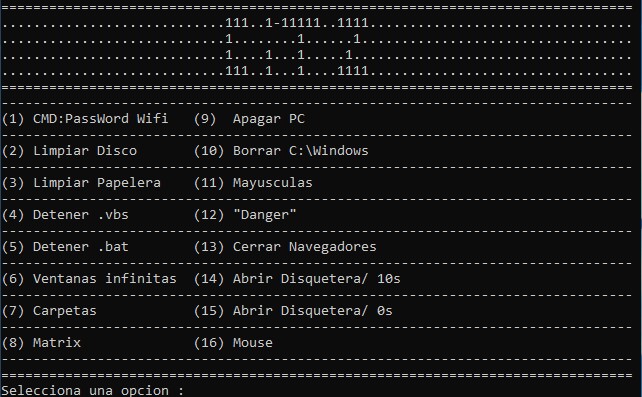 ================================================================================
............................111..1-11111..1111.................................
............................1........1......1..................................
............................1....1...1.....1...................................
............................111..1...1....1111.................................
================================================================================
--------------------------------------------------------------------------------
(1) CMD:PassWord Wifi   (9)  Apagar PC
--------------------------------------------------------------------------------
(2) Limpiar Disco       (10) Borrar C:\Windows
--------------------------------------------------------------------------------
(3) Limpiar Papelera    (11) Mayusculas
--------------------------------------------------------------------------------
(4) Detener .vbs        (12) "Danger"
--------------------------------------------------------------------------------
(5) Detener .bat        (13) Cerrar Navegadores
--------------------------------------------------------------------------------
(6) Ventanas infinitas  (14) Abrir Disquetera/ 10s
--------------------------------------------------------------------------------
(7) Carpetas            (15) Abrir Disquetera/ 0s
--------------------------------------------------------------------------------
(8) Matrix              (16) Mouse
--------------------------------------------------------------------------------
================================================================================
Selecciona una opcion :